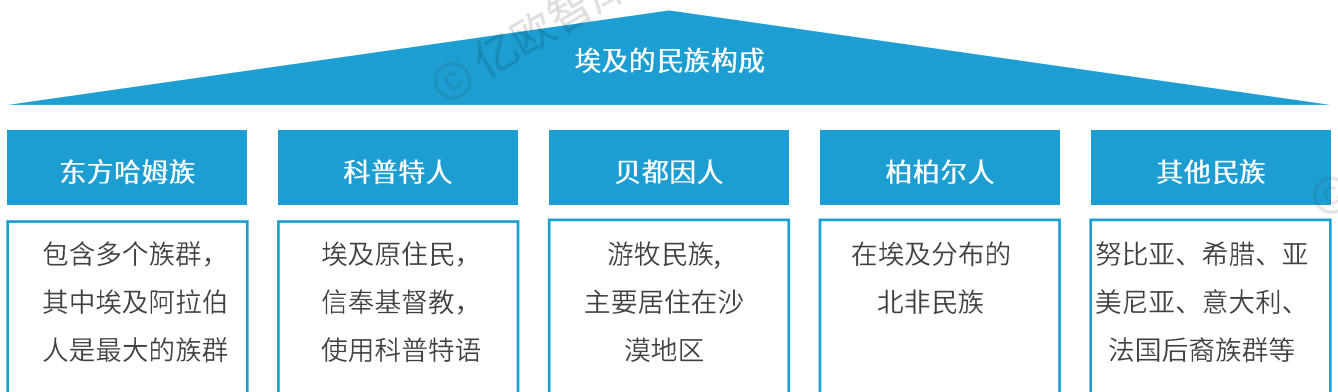 埃及的民族构成
东方哈姆族
包含多个族群，
其中埃及阿拉伯
人是最大的族群
科普特人
埃及原住民，
信奉基督教，
使用科普特语
贝都因人
游牧民族,
主要居住在沙
漠地区
柏柏尔人
在埃及分布的
北非民族
其他民族
努比亚、希腊、亚
美尼亚、意大利、
法国后裔族群等
© 亿欧智库